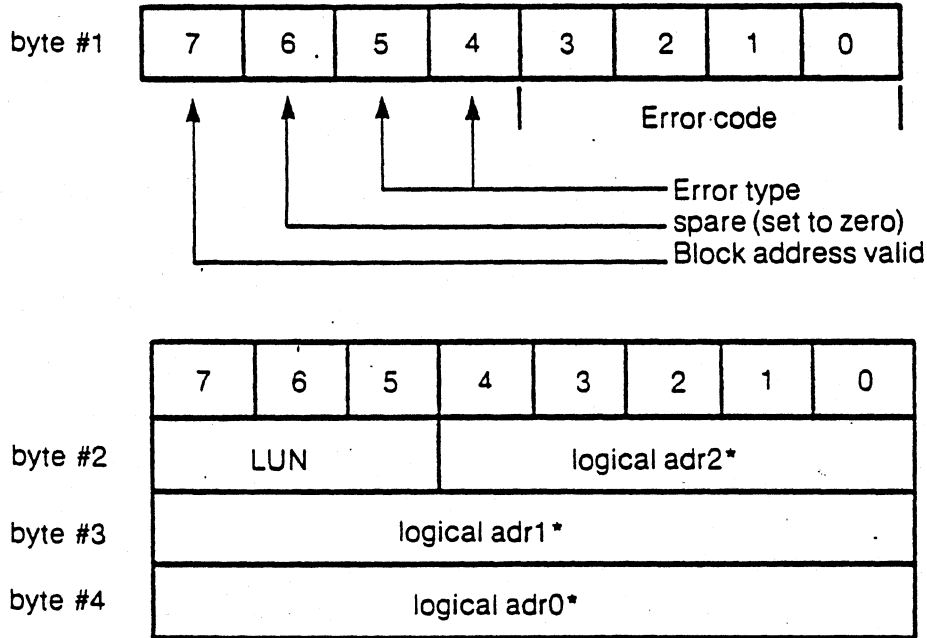 byte #1 7 6 5 4 3 2 1 0
Error code
Error type
spare (set to zero)
Block address valid
7 6 5 4 3 2 1 0
byte #2 LUN logical adr2*
byte #3 logical adr1*
byte #4 logical adr0*